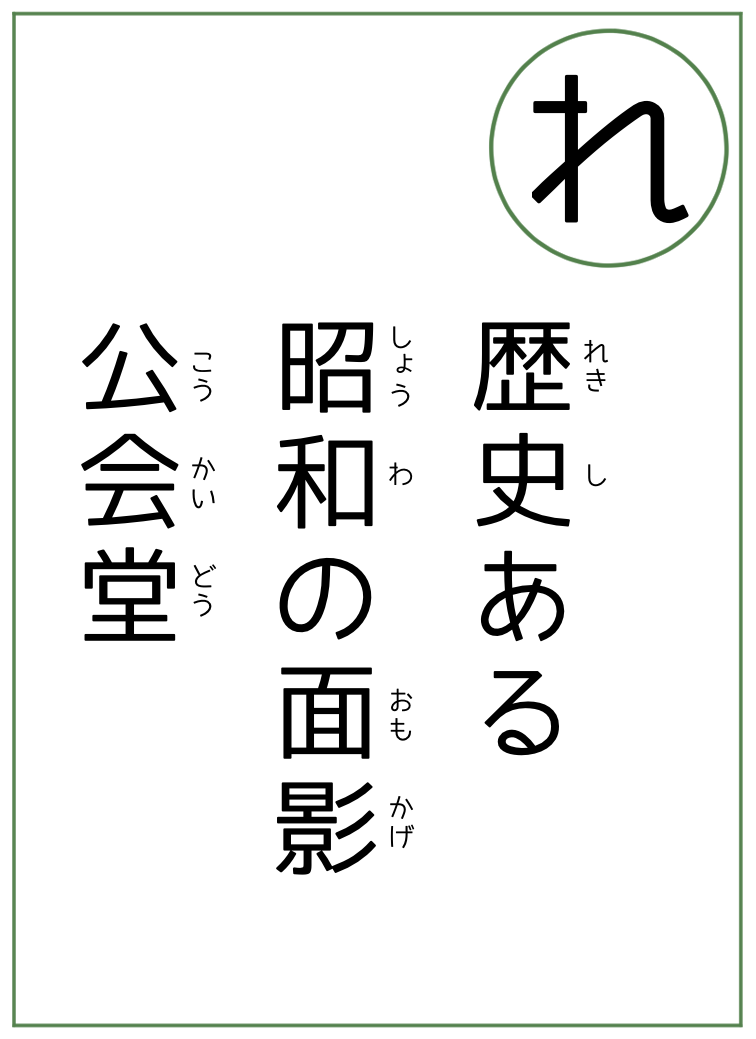 れ
歴史ある
れきし
昭和の面影
しょうわ おもかげ
公会堂
こうかいどう